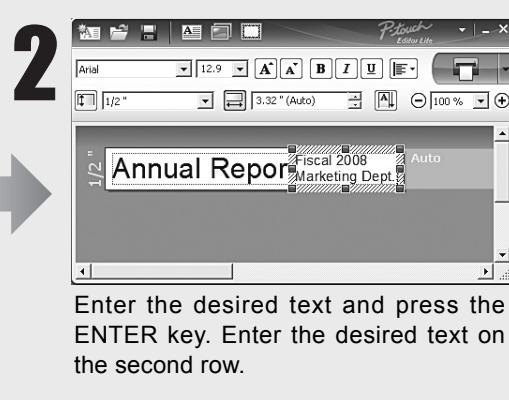 2
P-touch
Editor Lite
Arial
12.9
A A B I U
1/2 "
3.32 " (Auto)
A
100 %
1/2 "
Annual Repor
Fiscal 2008
Marketing Dept.
Auto
Enter the desired text and press the
ENTER key. Enter the desired text on
the second row.